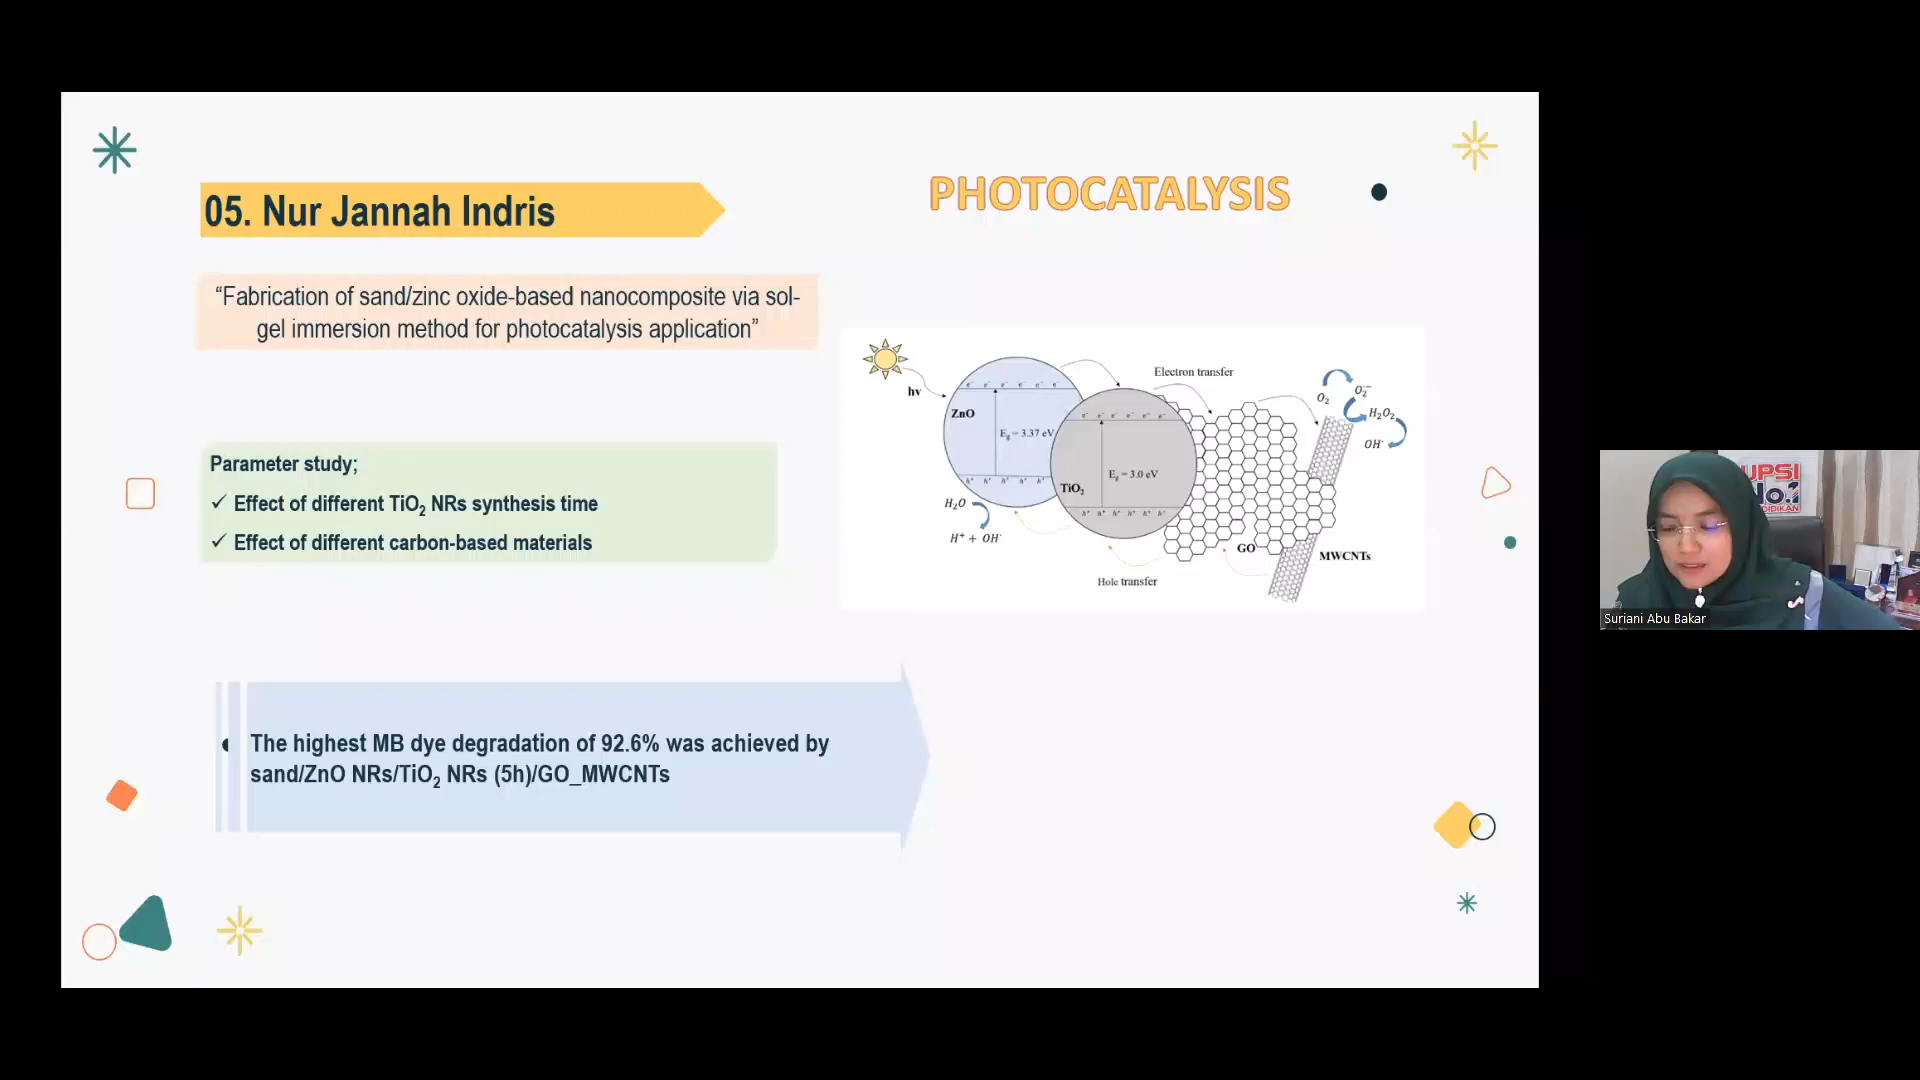 05. Nur Jannah Indris
PHOTOCATALYSIS
“Fabrication of sand/zinc oxide-based nanocomposite via sol-
gel immersion method for photocatalysis application”
Parameter study;
✓ Effect of different TiO₂ NRs synthesis time
✓ Effect of different carbon-based materials
hv
ZnO
e⁻ e⁻ e⁻ e⁻ e⁻ e⁻
E₉ = 3.37 eV
h⁺ h⁺ h⁺ h⁺ h⁺
H₂O
H⁺ + OH·
TiO₂
e⁻ e⁻ e⁻ e⁻ e⁻ e⁻
E₉ = 3.0 eV
h⁺ h⁺ h⁺ h⁺ h⁺ h⁺
Electron transfer
Hole transfer
GO
MWCNTs
O₂
O₂·⁻
H₂O₂
OH·
• The highest MB dye degradation of 92.6% was achieved by
sand/ZnO NRs/TiO₂ NRs (5h)/GO_MWCNTs
UPSI
No.1
DIDIKAN
Suriani Abu Bakar